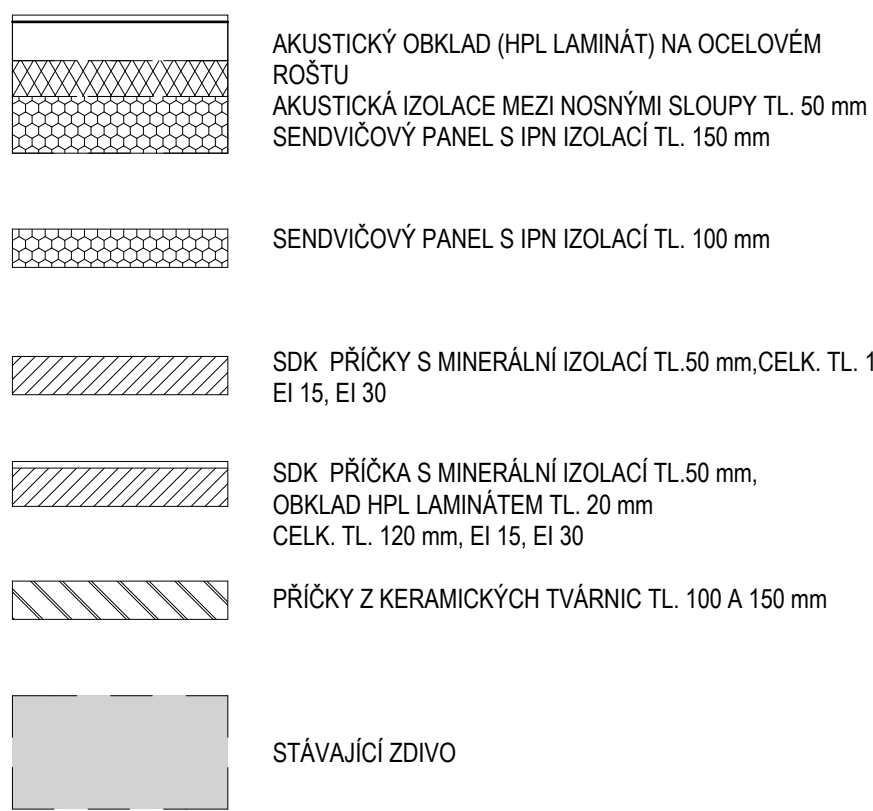 AKUSTICKÝ OBKLAD (HPL LAMINÁT) NA OCELOVÉM
ROŠTU
AKUSTICKÁ IZOLACE MEZI NOSNÝMI SLOUPY TL. 50 mm
SENDVIČOVÝ PANEL S IPN IZOLACÍ TL. 150 mm
SENDVIČOVÝ PANEL S IPN IZOLACÍ TL. 100 mm
SDK PŘÍČKY S MINERÁLNÍ IZOLACÍ TL.50 mm,CELK. TL. 1
EI 15, EI 30
SDK PŘÍČKA S MINERÁLNÍ IZOLACÍ TL.50 mm,
OBKLAD HPL LAMINÁTEM TL. 20 mm
CELK. TL. 120 mm, EI 15, EI 30
PŘÍČKY Z KERAMICKÝCH TVÁRNIC TL. 100 A 150 mm
STÁVAJÍCÍ ZDIVO